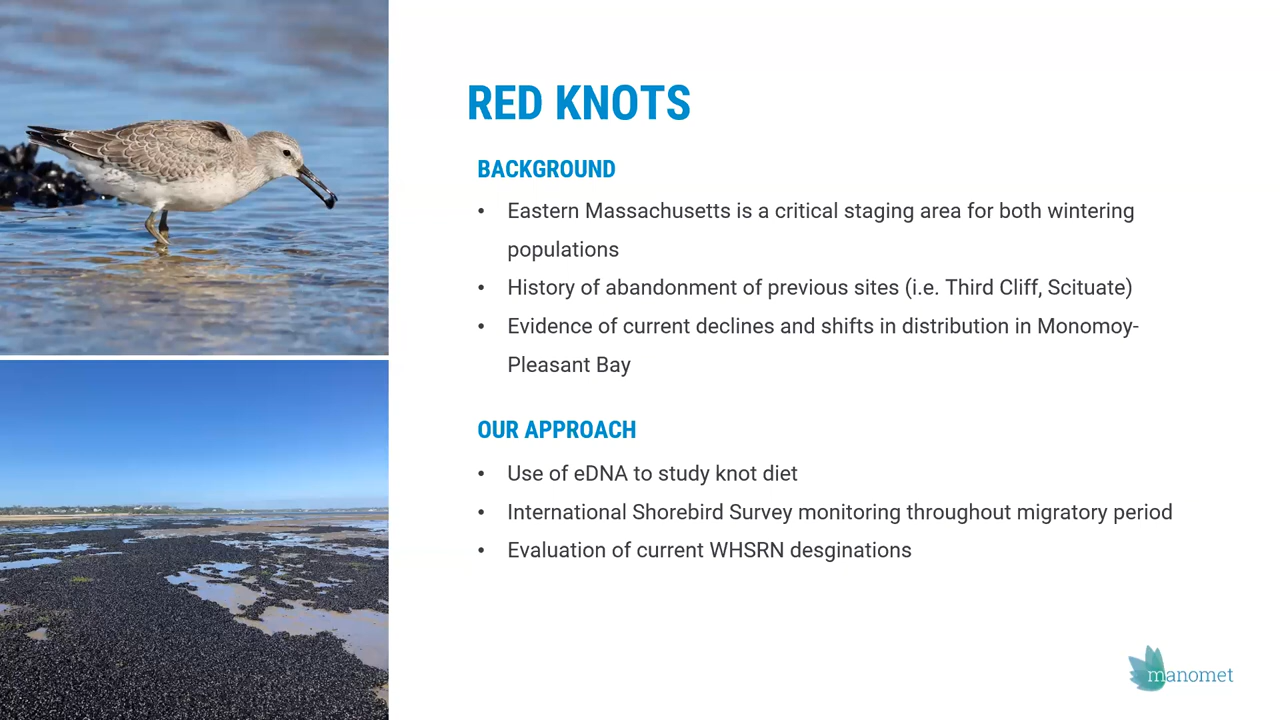 RED KNOTS
BACKGROUND
• Eastern Massachusetts is a critical staging area for both wintering
populations
• History of abandonment of previous sites (i.e. Third Cliff, Scituate)
• Evidence of current declines and shifts in distribution in Monomoy-
Pleasant Bay
OUR APPROACH
• Use of eDNA to study knot diet
• International Shorebird Survey monitoring throughout migratory period
• Evaluation of current WHSRN desginations
manomet